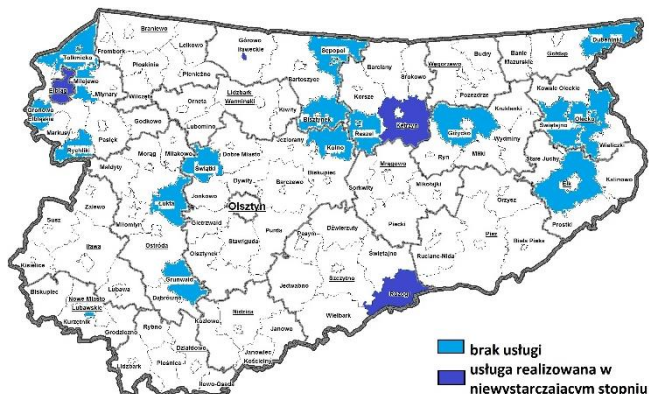 Braniewo
Frombork
Lelkowo
Górowo
Iławeckie
Sępopol
Dubeninki
Tolkmicko
Płoskinia
Pieniężno
Bartoszyce
Barciany
Srokowo
Węgorzewo
Budry
Banie
Mazurskie
Gołdap
Elbląg
Milejewo
Młynary
Wilczęta
Lidzbark
Warmiński
Orneta
Kiwity
Bisztynek
Korsze
Kętrzyn
Pozezdrze
Kruklanki
Kowale Oleckie
Gronowo
Elbląskie
Markusy
Pasłęk
Godkowo
Lubomino
Reszel
Giżycko
Świętajno
Olecko
Rychliki
Morąg
Miłakowo
Dobre Miasto
Jeziorany
Kolno
Wydminy
Wieliczki
Małdyty
Świątki
Biskupiec
Mrągowo
Ryn
Miłki
Stare Juchy
Dywity
Barczewo
Sorkwity
Mikołajki
Ełk
Kalinowo
Łukta
Jonkowo
Olsztyn
Orzysz
Susz
Zalewo
Miłomłyn
Gietrzwałd
Purda
Pasym
Dźwierzuty
Piecki
Prostki
Iława
Ostróda
Stawiguda
Świętajno
Ruciane-Nida
Pisz
Biała Piska
Kisielice
Olsztynek
Szczytno
Lubawa
Grunwald
Jedwabno
Rozogi
Biskupiec
Nowe Miasto
Lubawskie
Dąbrówno
Nidzica
Wielbark
Kurzętnik
Grodziczno
Rybno
Kozłowo
Janowo
Działdowo
Janowiec
Kościelny
Lidzbark
Płośnica
Iłowo-Osada
brak usługi
usługa realizowana w
niewystarczającym stopniu